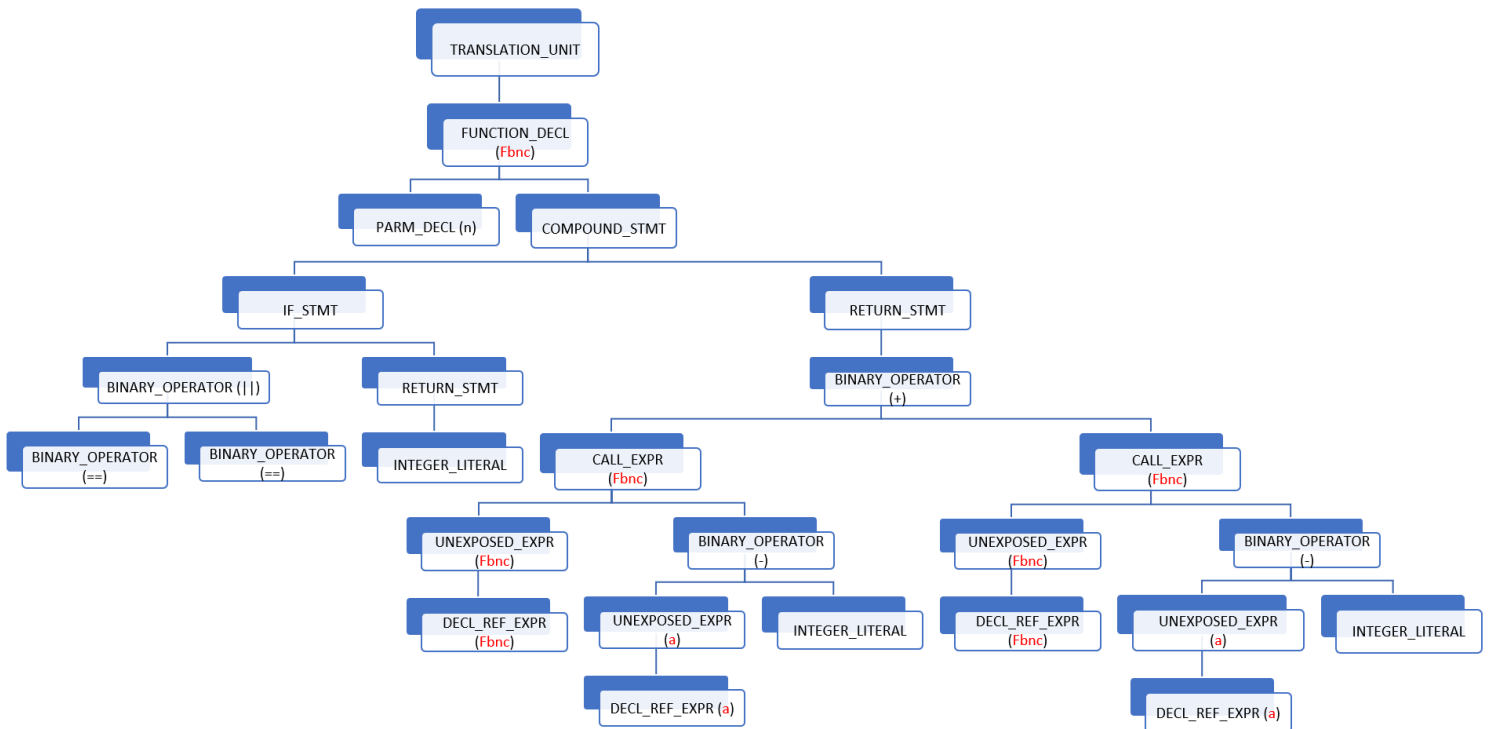 TRANSLATION_UNIT
FUNCTION_DECL
(Fbnc)
PARM_DECL (n)
COMPOUND_STMT
IF_STMT
RETURN_STMT
BINARY_OPERATOR (||)
RETURN_STMT
BINARY_OPERATOR
(+)
BINARY_OPERATOR
(==)
BINARY_OPERATOR
(==)
INTEGER_LITERAL
CALL_EXPR
(Fbnc)
CALL_EXPR
(Fbnc)
UNEXPOSED_EXPR
(Fbnc)
BINARY_OPERATOR
(-)
UNEXPOSED_EXPR
(Fbnc)
BINARY_OPERATOR
(-)
DECL_REF_EXPR
(Fbnc)
UNEXPOSED_EXPR
(a)
INTEGER_LITERAL
DECL_REF_EXPR
(Fbnc)
UNEXPOSED_EXPR
(a)
INTEGER_LITERAL
DECL_REF_EXPR (a)
DECL_REF_EXPR (a)